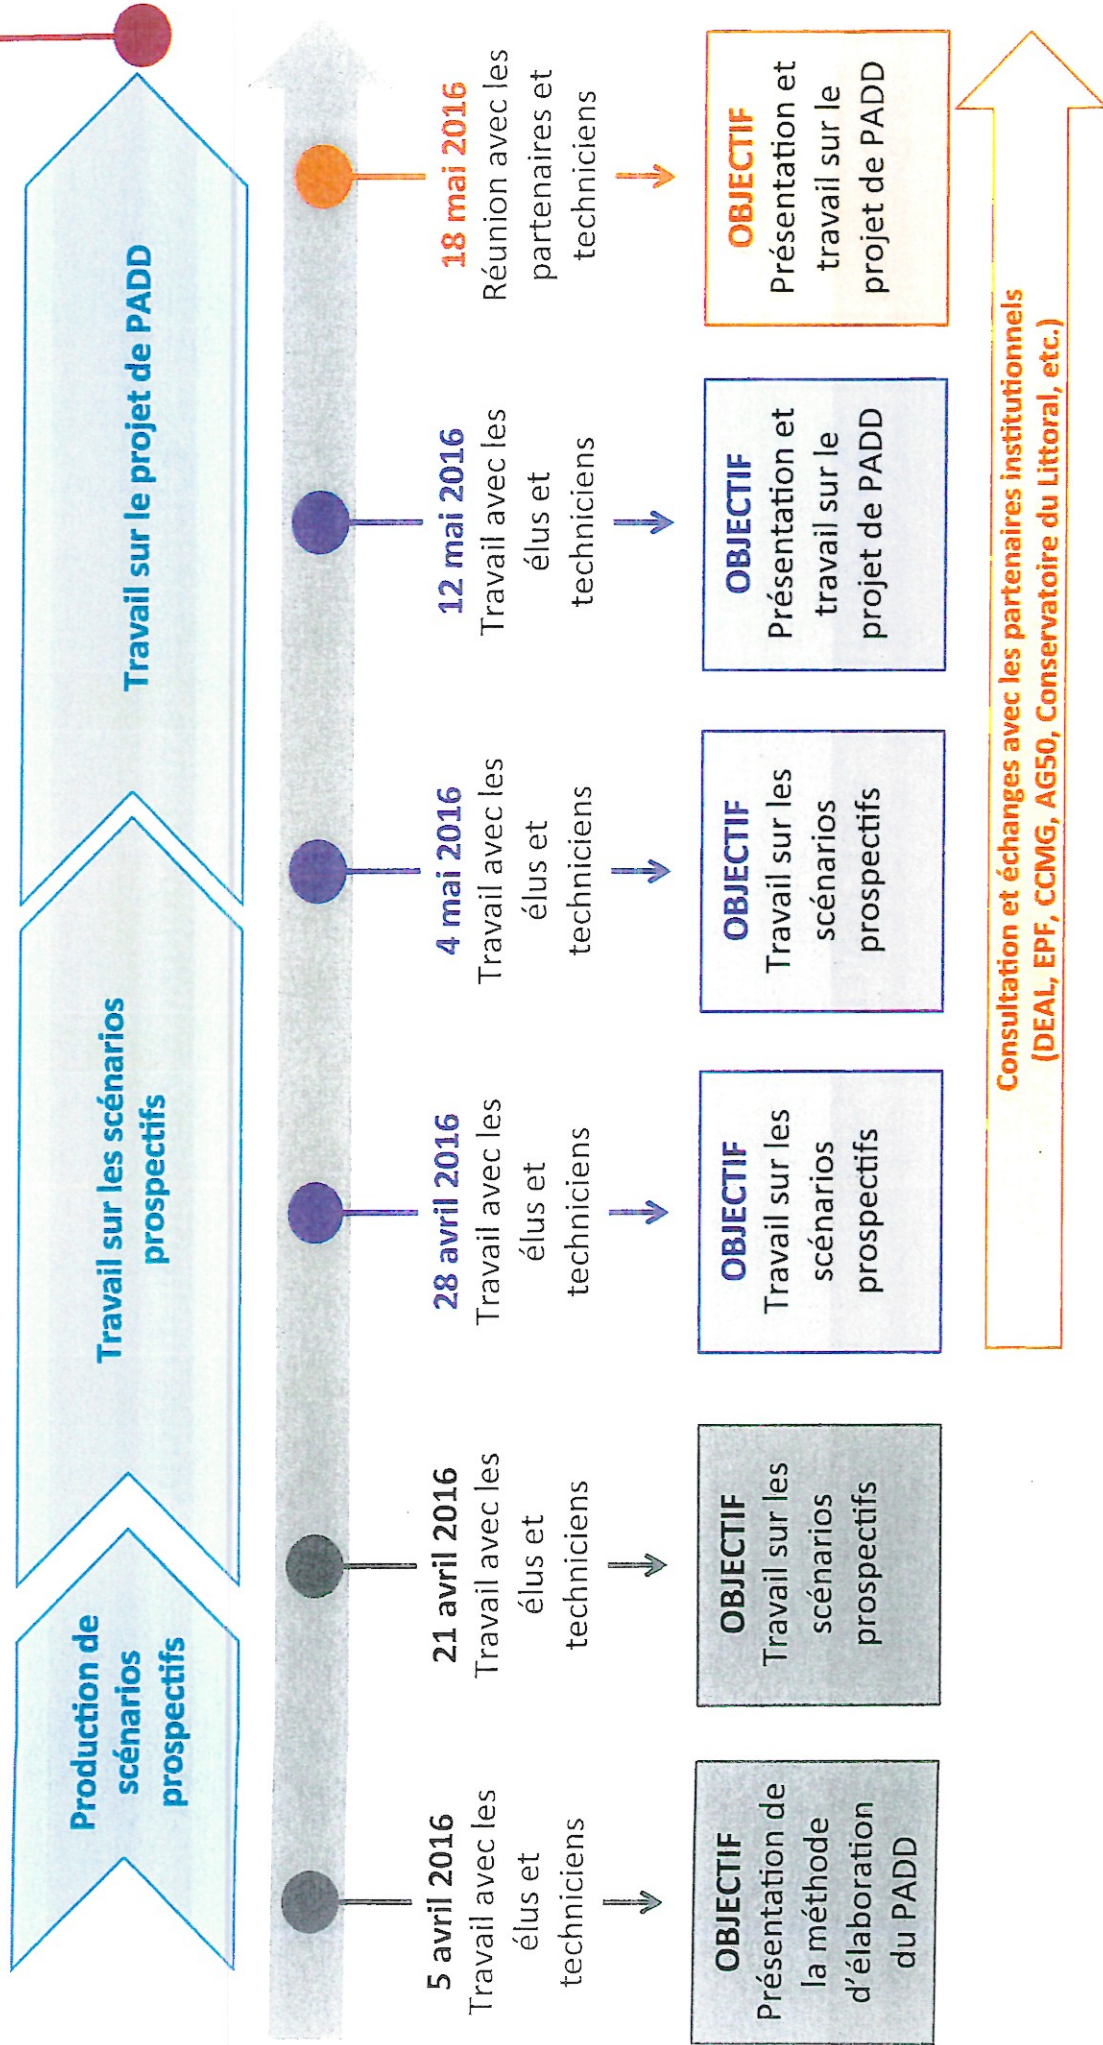 Production de
scénarios
prospectifs
Travail sur les scénarios
prospectifs
Travail sur le projet de PADD
5 avril 2016
Travail avec les
élus et
techniciens
21 avril 2016
Travail avec les
élus et
techniciens
28 avril 2016
Travail avec les
élus et
techniciens
4 mai 2016
Travail avec les
élus et
techniciens
12 mai 2016
Travail avec les
élus et
techniciens
18 mai 2016
Réunion avec les
partenaires et
techniciens
OBJECTIF
Présentation de
la méthode
d'élaboration
du PADD
OBJECTIF
Travail sur les
scénarios
prospectifs
OBJECTIF
Travail sur les
scénarios
prospectifs
OBJECTIF
Travail sur les
scénarios
prospectifs
OBJECTIF
Présentation et
travail sur le
projet de PADD
OBJECTIF
Présentation et
travail sur le
projet de PADD
Consultation et échanges avec les partenaires institutionnels
(DEAL, EPF, CCMG, AG50, Conservatoire du Littoral, etc.)